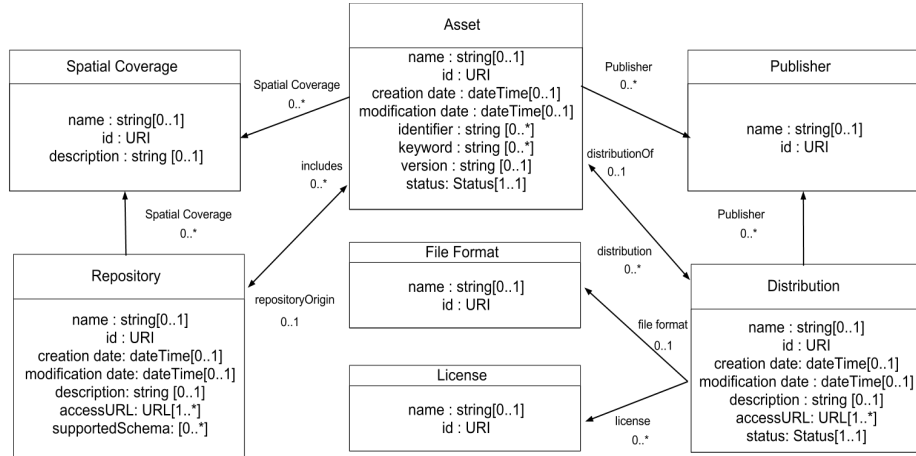 Asset
name : string[0..1]
id : URI
creation date : dateTime[0..1]
modification date : dateTime[0..1]
identifier : string [0..*]
keyword : string [0..*]
version : string [0..1]
status: Status[1..1]
Spatial Coverage
name : string[0..1]
id : URI
description : string [0..1]
Spatial Coverage
0..*
Publisher
0..*
Publisher
name : string[0..1]
id : URI
includes
0..*
distributionOf
0..1
Spatial Coverage
0..*
Publisher
0..*
repositoryOrigin
0..1
distribution
0..*
Repository
name : string[0..1]
id : URI
creation date: dateTime[0..1]
modification date: dateTime[0..1]
description: string [0..1]
accessURL: URL[1..*]
supportedSchema: [0..*]
File Format
name : string[0..1]
id : URI
file format
0..1
License
name : string[0..1]
id : URI
license
0..*
Distribution
name : string[0..1]
id : URI
creation date: dateTime[0..1]
modification date : dateTime[0..1]
description : string [0..1]
accessURL: URL[1..*]
status: Status[1..1]